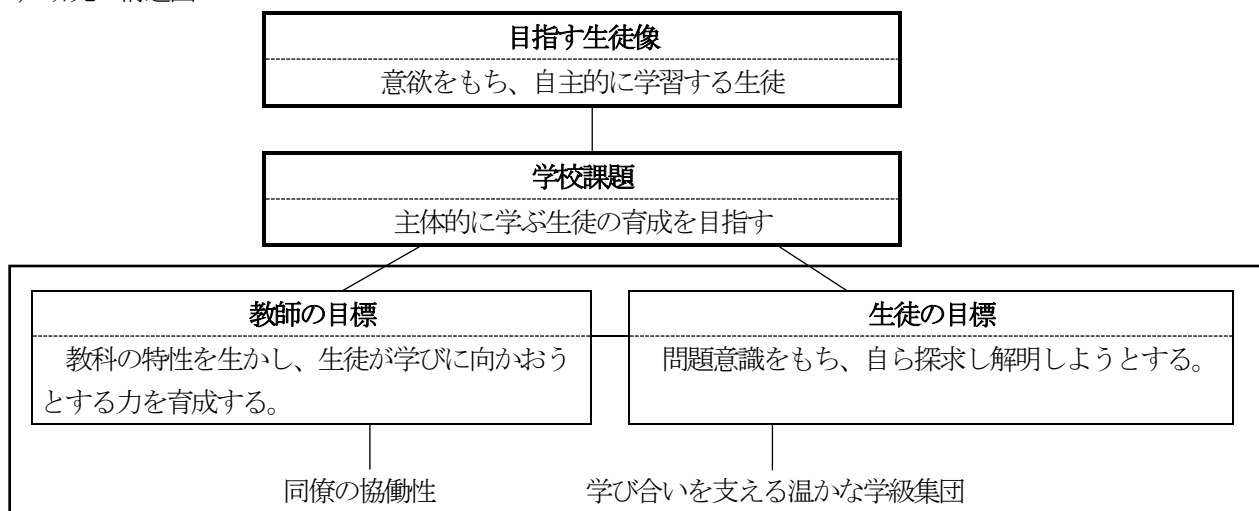 目指す生徒像
意欲をもち、自主的に学習する生徒
学校課題
主体的に学ぶ生徒の育成を目指す
教師の目標
教科の特性を生かし、生徒が学びに向かおう
とする力を育成する。
生徒の目標
問題意識をもち、自ら探求し解明しようとする。
同僚の協働性
学び合いを支える温かな学級集団